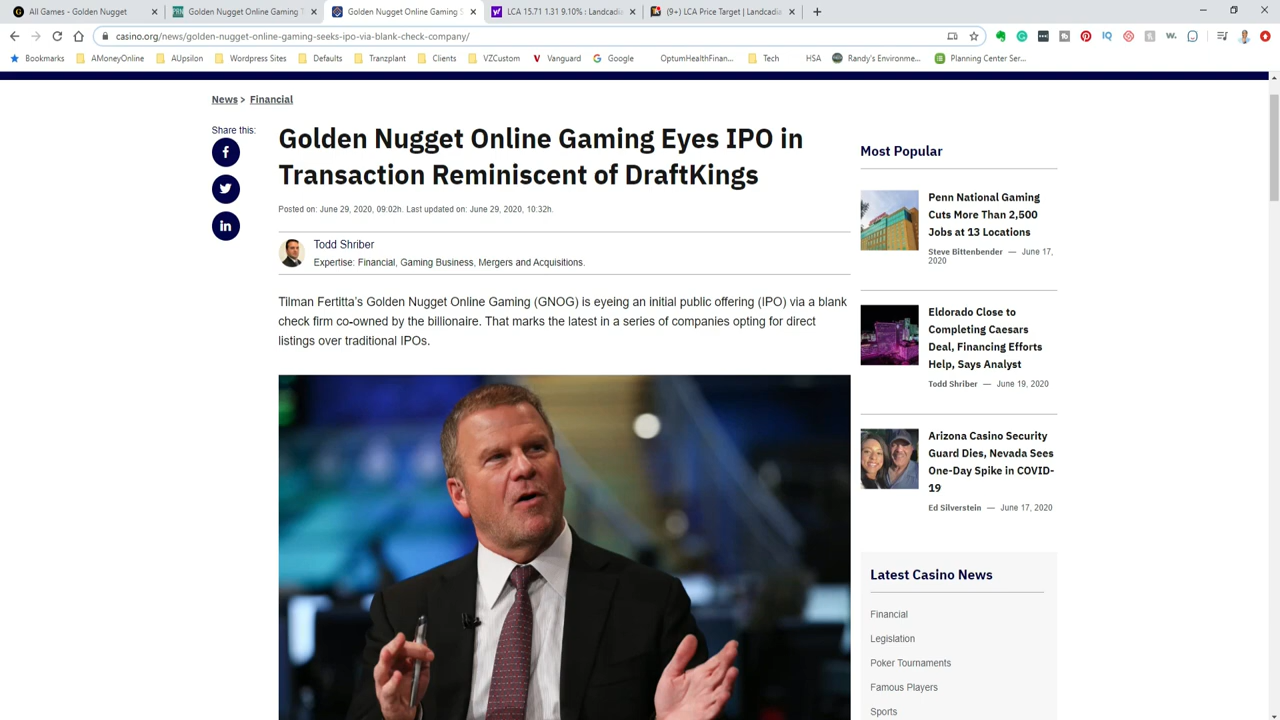 All Games - Golden Nugget
Golden Nugget Online Gaming T
Golden Nugget Online Gaming S
LCA 15.71 1.31 9.10% : Landcadi
(9+) LCA Price Target | Landcadi
casino.org/news/golden-nugget-online-gaming-seeks-ipo-via-blank-check-company/
Bookmarks
AMoneyOnline
AUpsilon
Wordpress Sites
Defaults
Tranzplant
Clients
VZCustom
Vanguard
Google
OptumHealthFinan...
Tech
HSA
Randy's Environme...
Planning Center Ser...
News > Financial
Share this:
Golden Nugget Online Gaming Eyes IPO in
Transaction Reminiscent of DraftKings
Posted on: June 29, 2020, 09:02h. Last updated on: June 29, 2020, 10:32h.
Todd Shriber
Expertise: Financial, Gaming Business, Mergers and Acquisitions.
Tilman Fertitta's Golden Nugget Online Gaming (GNOG) is eyeing an initial public offering (IPO) via a blank
check firm co-owned by the billionaire. That marks the latest in a series of companies opting for direct
listings over traditional IPOs.
Most Popular
Penn National Gaming
Cuts More Than 2,500
Jobs at 13 Locations
Steve Bittenbender — June 17,
2020
Eldorado Close to
Completing Caesars
Deal, Financing Efforts
Help, Says Analyst
Todd Shriber — June 19, 2020
Arizona Casino Security
Guard Dies, Nevada Sees
One-Day Spike in COVID-
19
Ed Silverstein — June 17, 2020
Latest Casino News
Financial
Legislation
Poker Tournaments
Famous Players
Sports